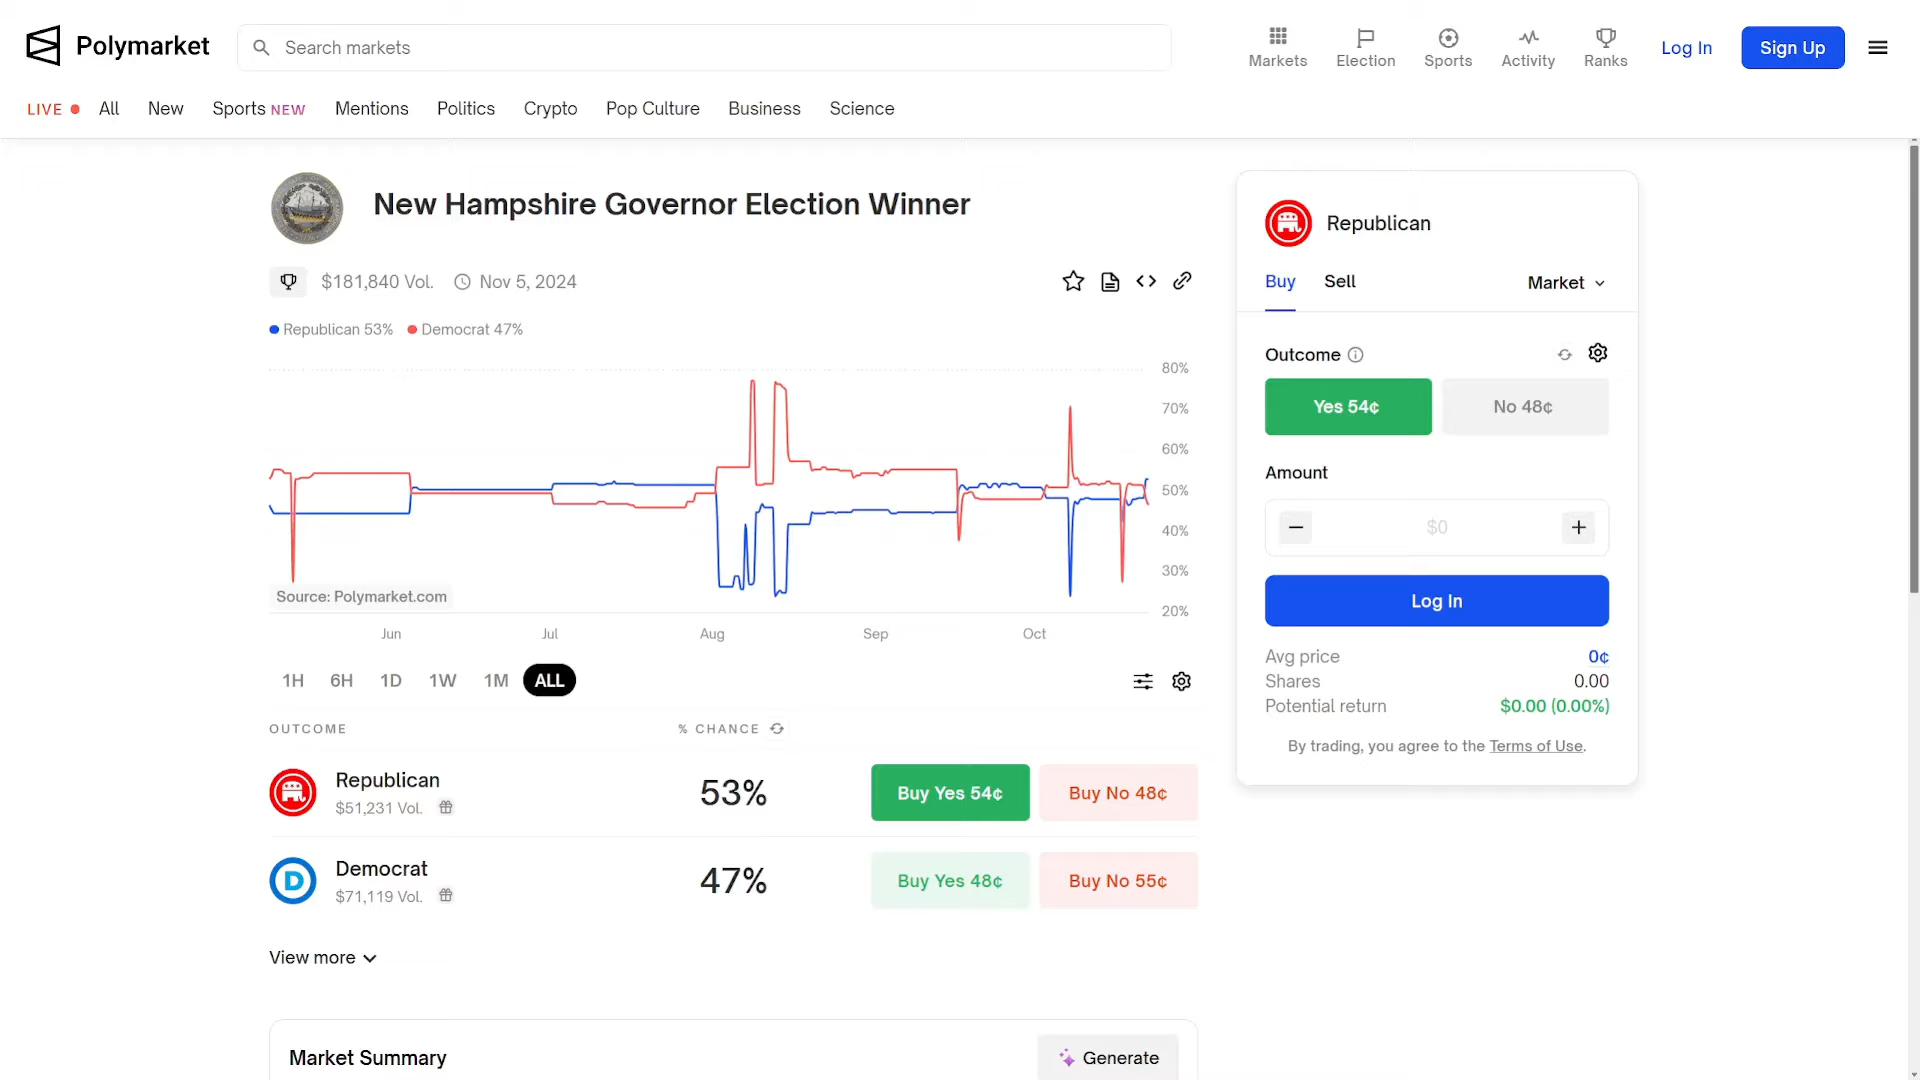 Polymarket
Search markets
Markets
Election
Sports
Activity
Ranks
Log In
Sign Up
LIVE
All
New
Sports NEW
Mentions
Politics
Crypto
Pop Culture
Business
Science
New Hampshire Governor Election Winner
$181,840 Vol.
Nov 5, 2024
Republican 53%
Democrat 47%
80%
70%
60%
50%
40%
30%
20%
Source: Polymarket.com
Jun
Jul
Aug
Sep
Oct
1H
6H
1D
1W
1M
ALL
OUTCOME
% CHANCE
Republican
$51,231 Vol.
53%
Buy Yes 54¢
Buy No 48¢
Democrat
$71,119 Vol.
47%
Buy Yes 48¢
Buy No 55¢
View more
Market Summary
Generate
Republican
Buy
Sell
Market
Outcome
Yes 54¢
No 48¢
Amount
$0
Log In
Avg price
0¢
Shares
0.00
Potential return
$0.00 (0.00%)
By trading, you agree to the Terms of Use.